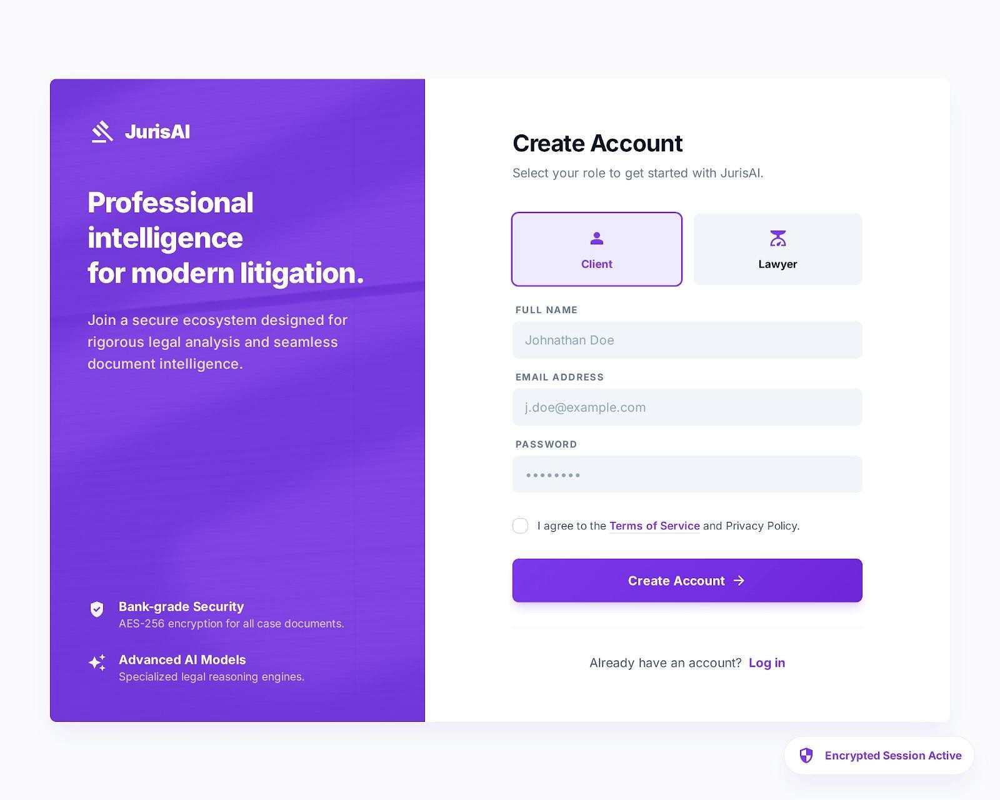 JurisAI
Professional
intelligence
for modern litigation.
Join a secure ecosystem designed for
rigorous legal analysis and seamless
document intelligence.
Bank-grade Security
AES-256 encryption for all case documents.
Advanced AI Models
Specialized legal reasoning engines.
Create Account
Select your role to get started with JurisAI.
Client
Lawyer
FULL NAME
Johnathan Doe
EMAIL ADDRESS
j.doe@example.com
PASSWORD
••••••••
I agree to the Terms of Service and Privacy Policy.
Create Account →
Already have an account? Log in
Encrypted Session Active